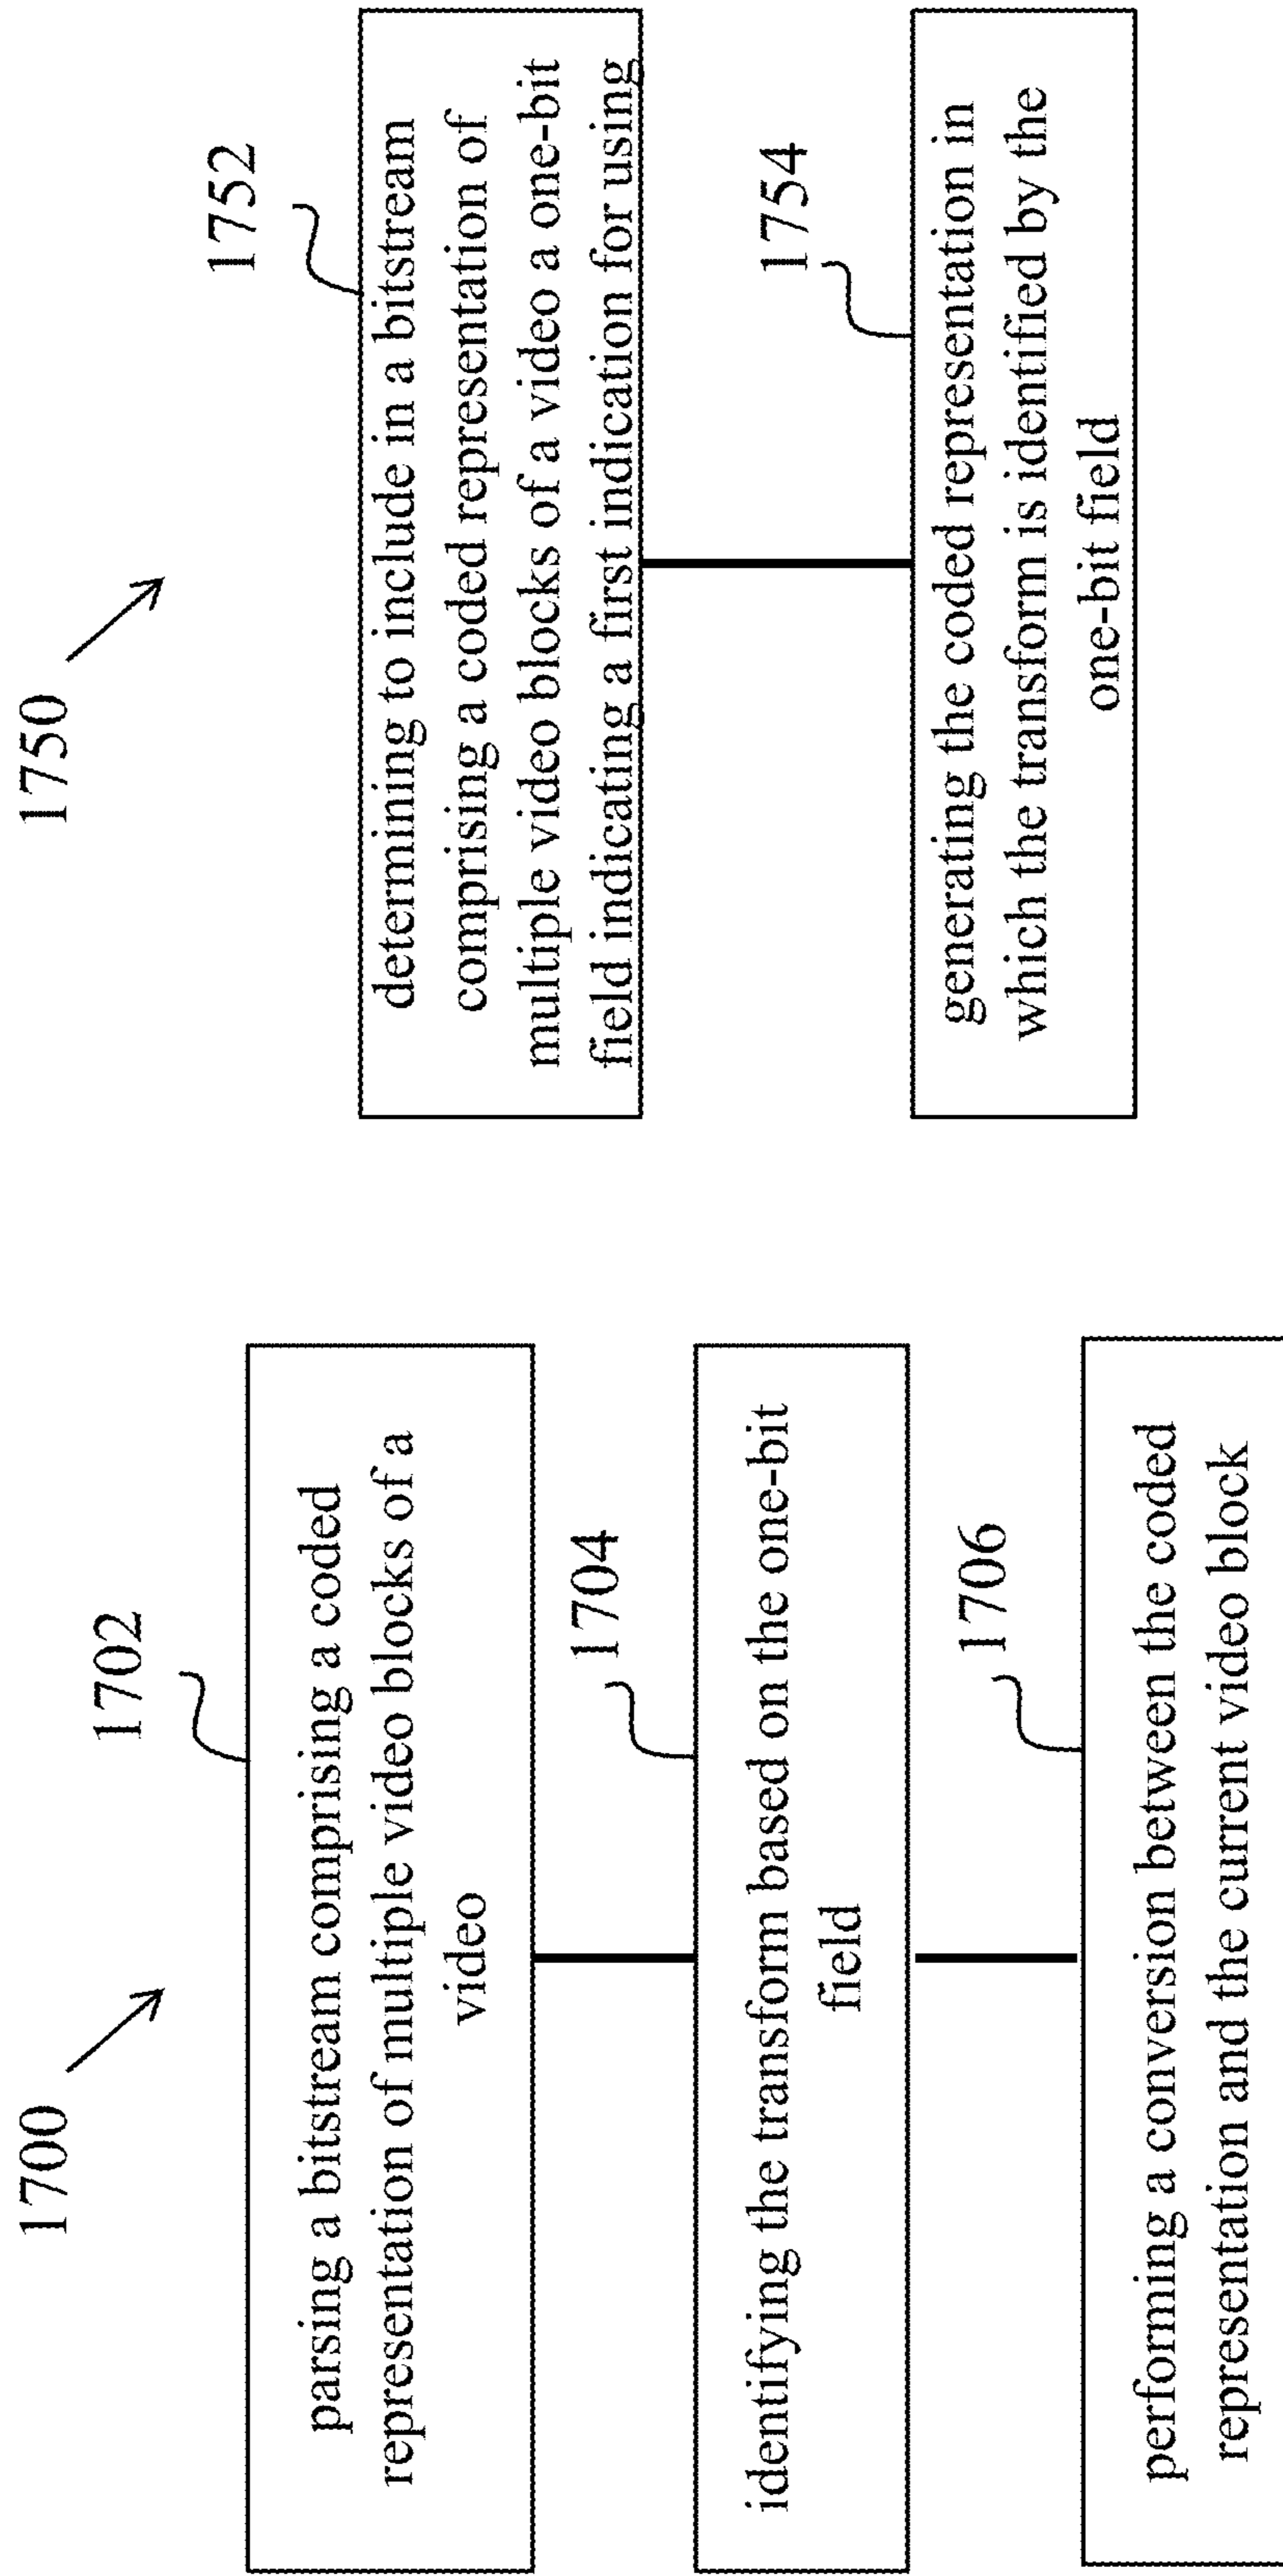 1700
1702
parsing a bitstream comprising a coded
representation of multiple video blocks of a
video
1704
identifying the transform based on the one-bit
field
1706
performing a conversion between the coded
representation and the current video block
1750
1752
determining to include in a bitstream
comprising a coded representation of
multiple video blocks of a video a one-bit
field indicating a first indication for using
1754
generating the coded representation in
which the transform is identified by the
one-bit field